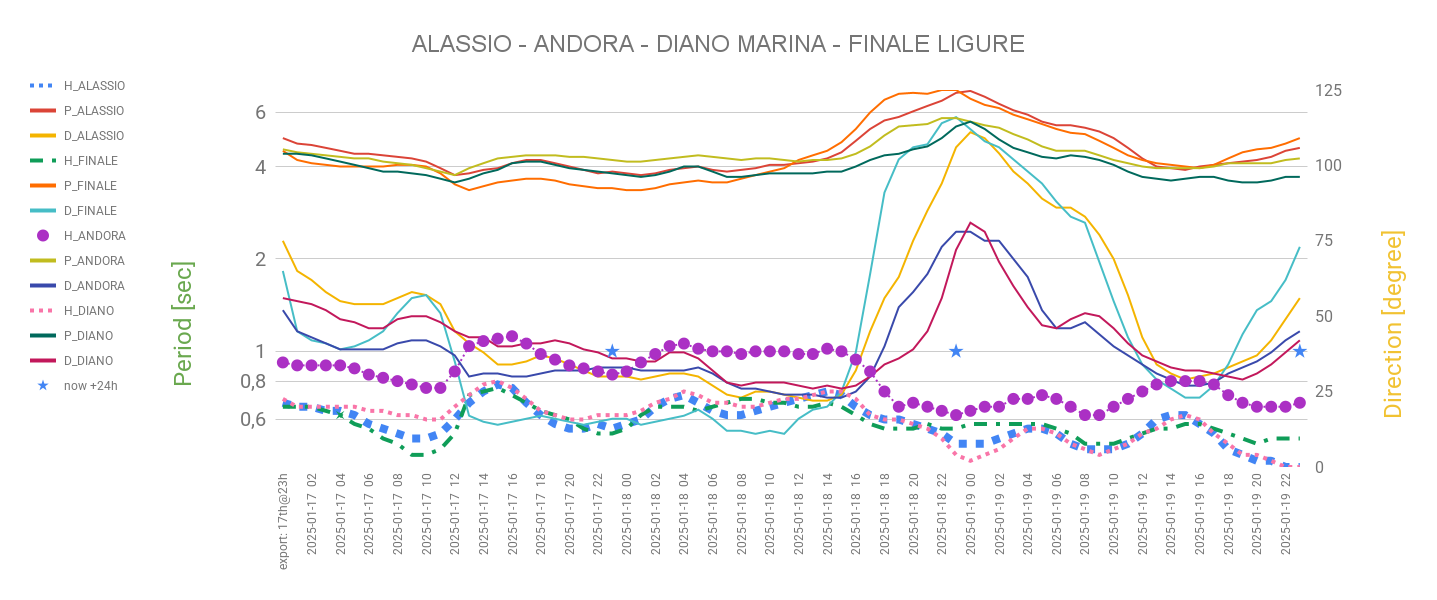 ALASSIO - ANDORA - DIANO MARINA - FINALE LIGURE
H_ALASSIO
P_ALASSIO
D_ALASSIO
H_FINALE
P_FINALE
D_FINALE
H_ANDORA
P_ANDORA
D_ANDORA
H_DIANO
P_DIANO
D_DIANO
now +24h
Period [sec]
6
4
2
1
0,8
0,6
125
100
75
50
25
0
Direction [degree]
export: 17th@23h
2025-01-17 02
2025-01-17 04
2025-01-17 06
2025-01-17 08
2025-01-17 10
2025-01-17 12
2025-01-17 14
2025-01-17 16
2025-01-17 18
2025-01-17 20
2025-01-17 22
2025-01-18 00
2025-01-18 02
2025-01-18 04
2025-01-18 06
2025-01-18 08
2025-01-18 10
2025-01-18 12
2025-01-18 14
2025-01-18 16
2025-01-18 18
2025-01-18 20
2025-01-18 22
2025-01-19 00
2025-01-19 02
2025-01-19 04
2025-01-19 06
2025-01-19 08
2025-01-19 10
2025-01-19 12
2025-01-19 14
2025-01-19 16
2025-01-19 18
2025-01-19 20
2025-01-19 22